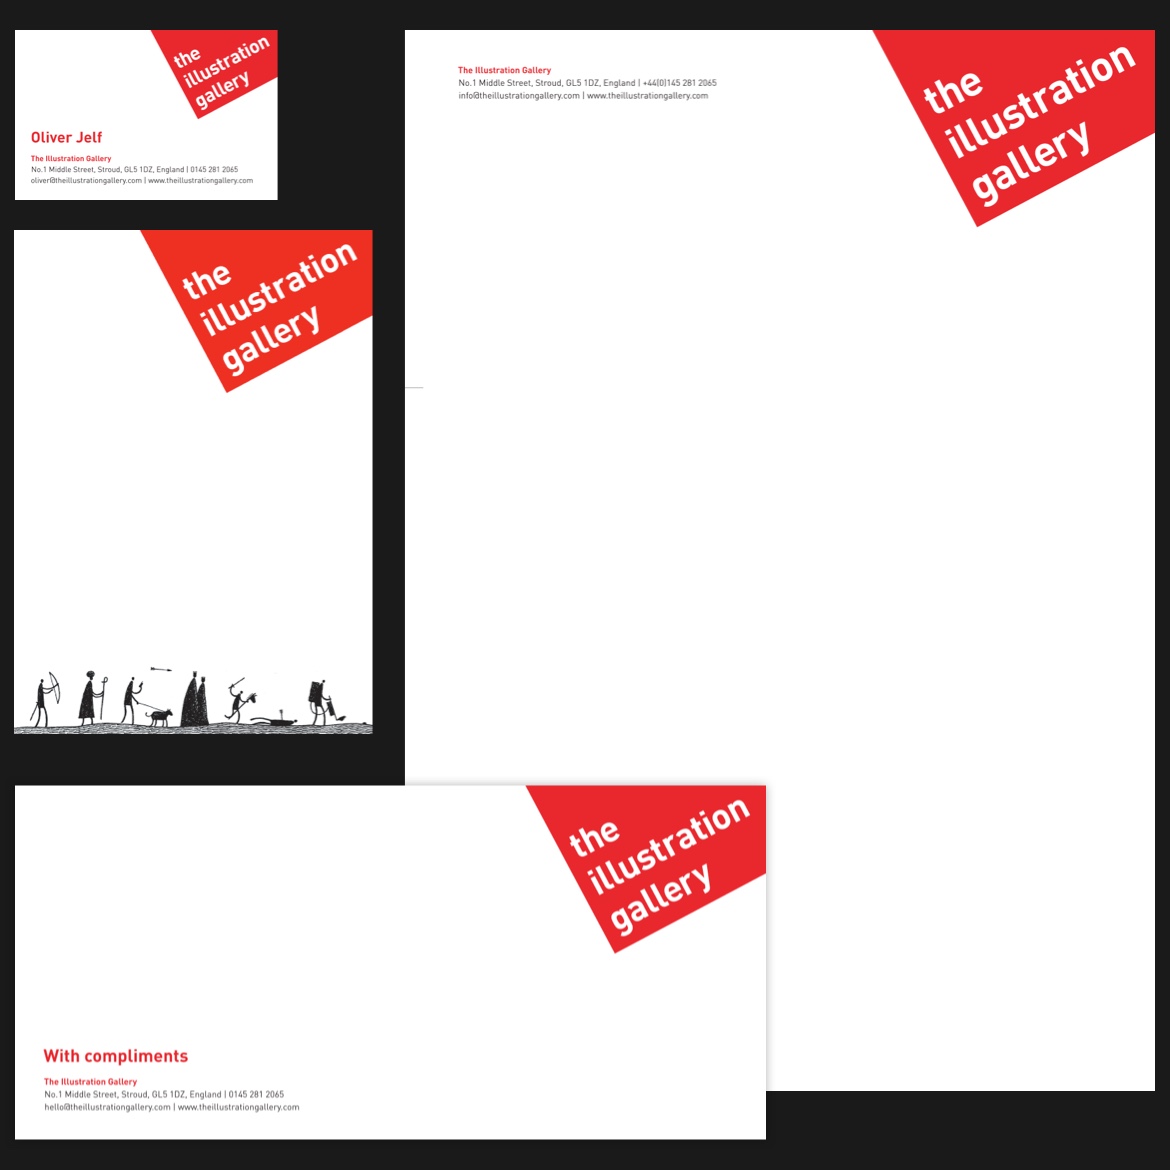 the
illustration
gallery
Oliver Jelf
The Illustration Gallery
No.1 Middle Street, Stroud, GL5 1DZ, England | 0145 281 2065
oliver@theillustrationgallery.com | www.theillustrationgallery.com
The Illustration Gallery
No.1 Middle Street, Stroud, GL5 1DZ, England | +44(0)145 281 2065
info@theillustrationgallery.com | www.theillustrationgallery.com
the
illustration
gallery
the
illustration
gallery
the
illustration
gallery
With compliments
The Illustration Gallery
No.1 Middle Street, Stroud, GL5 1DZ, England | 0145 281 2065
hello@theillustrationgallery.com | www.theillustrationgallery.com